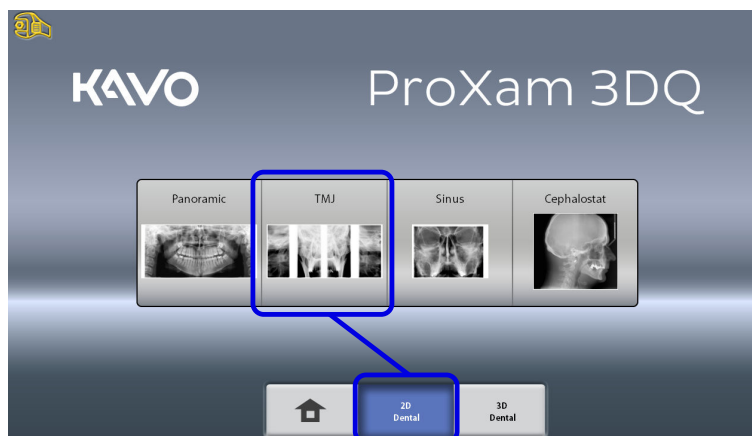 KAVO
ProXam 3DQ
Panoramic
TMJ
Sinus
Cephalostat
2D
Dental
3D
Dental